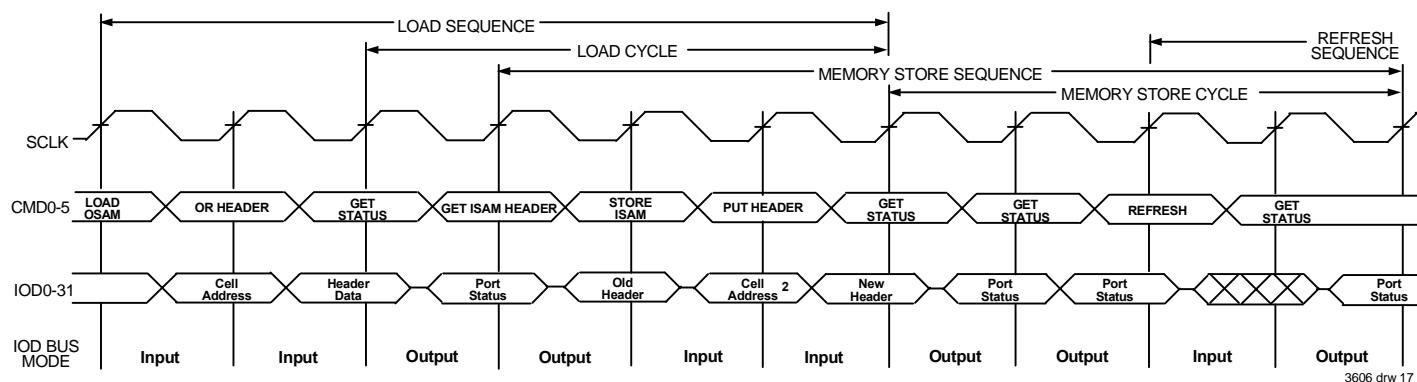 LOAD SEQUENCE
LOAD CYCLE
REFRESH
SEQUENCE
MEMORY STORE SEQUENCE
MEMORY STORE CYCLE
SCLK
CMD0-5
LOAD
OSAM
OR HEADER
GET
STATUS
GET ISAM HEADER
STORE
ISAM
PUT HEADER
GET
STATUS
GET
STATUS
REFRESH
GET
STATUS
IOD0-31
Cell
Address
Header
Data
Port
Status
Old
Header
Cell
Address 2
New
Header
Port
Status
Port
Status
Port
Status
IOD BUS
MODE
Input
Input
Output
Output
Input
Input
Output
Output
Input
Output
3606 drw 17